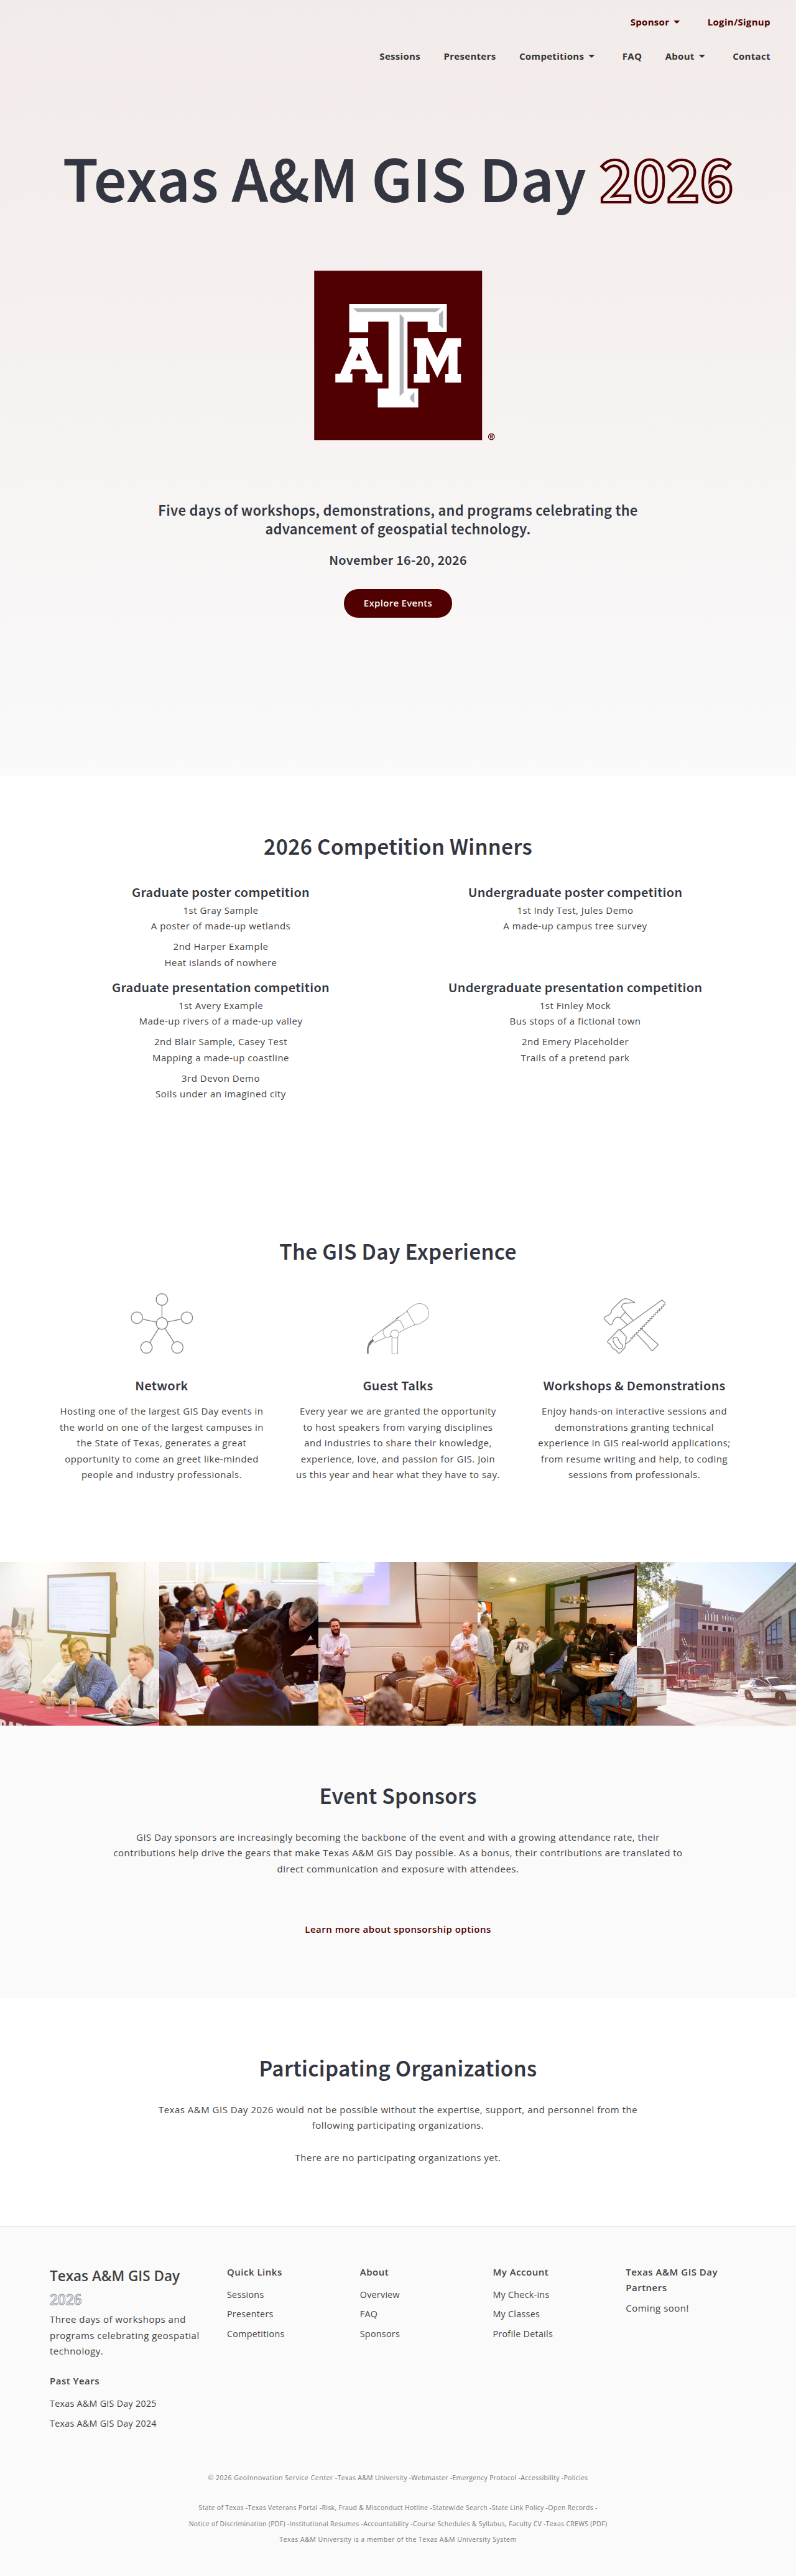 Sponsor
Login/Signup
Sessions
Presenters
Competitions
FAQ
About
Contact
Texas A&M GIS Day 2026
ATM
®
Five days of workshops, demonstrations, and programs celebrating the
advancement of geospatial technology.
November 16-20, 2026
Explore Events
2026 Competition Winners
Graduate poster competition
1st Gray Sample
A poster of made-up wetlands
2nd Harper Example
Heat islands of nowhere
Undergraduate poster competition
1st Indy Test, Jules Demo
A made-up campus tree survey
Graduate presentation competition
1st Avery Example
Made-up rivers of a made-up valley
2nd Blair Sample, Casey Test
Mapping a made-up coastline
3rd Devon Demo
Soils under an imagined city
Undergraduate presentation competition
1st Finley Mock
Bus stops of a fictional town
2nd Emery Placeholder
Trails of a pretend park
The GIS Day Experience
Network
Hosting one of the largest GIS Day events in
the world on one of the largest campuses in
the State of Texas, generates a great
opportunity to come an greet like-minded
people and industry professionals.
Guest Talks
Every year we are granted the opportunity
to host speakers from varying disciplines
and industries to share their knowledge,
experience, love, and passion for GIS. Join
us this year and hear what they have to say.
Workshops & Demonstrations
Enjoy hands-on interactive sessions and
demonstrations granting technical
experience in GIS real-world applications;
from resume writing and help, to coding
sessions from professionals.
Event Sponsors
GIS Day sponsors are increasingly becoming the backbone of the event and with a growing attendance rate, their
contributions help drive the gears that make Texas A&M GIS Day possible. As a bonus, their contributions are translated to
direct communication and exposure with attendees.
Learn more about sponsorship options
Participating Organizations
Texas A&M GIS Day 2026 would not be possible without the expertise, support, and personnel from the
following participating organizations.
There are no participating organizations yet.
Texas A&M GIS Day
2026
Three days of workshops and
programs celebrating geospatial
technology.
Past Years
Texas A&M GIS Day 2025
Texas A&M GIS Day 2024
Quick Links
Sessions
Presenters
Competitions
About
Overview
FAQ
Sponsors
My Account
My Check-ins
My Classes
Profile Details
Texas A&M GIS Day
Partners
Coming soon!
© 2026 GeoInnovation Service Center -Texas A&M University -Webmaster -Emergency Protocol -Accessibility -Policies
State of Texas -Texas Veterans Portal -Risk, Fraud & Misconduct Hotline -Statewide Search -State Link Policy -Open Records -
Notice of Discrimination (PDF) -Institutional Resumes -Accountability -Course Schedules & Syllabus, Faculty CV -Texas CREWS (PDF)
Texas A&M University is a member of the Texas A&M University System